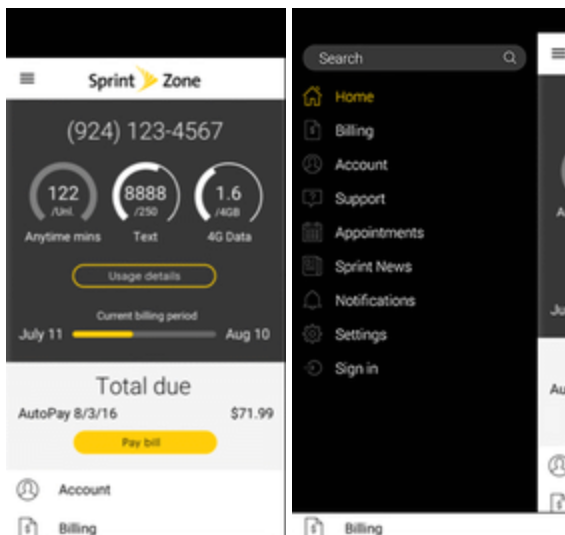 Sprint Zone
(924) 123-4567
122
/Unl.
Anytime mins
8888
/250
Text
1.6
/4GB
4G Data
Usage details
Current billing period
July 11
Aug 10
Total due
AutoPay 8/3/16 $71.99
Pay bill
Account
Billing
Search
Home
Billing
Account
Support
Appointments
Sprint News
Notifications
Settings
Sign in
A
Ju
Au
Billing